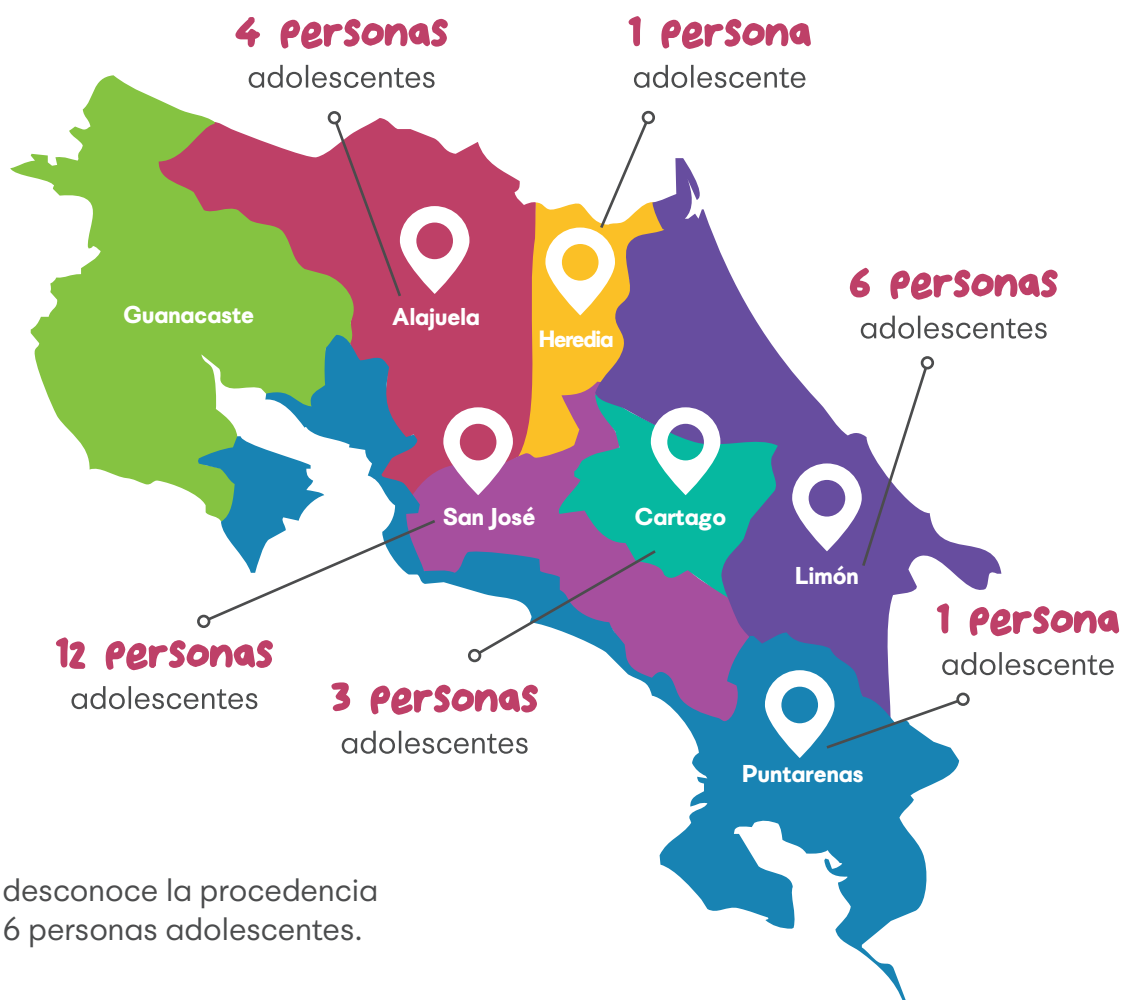 4 personas
adolescentes
1 persona
adolescente
6 personas
adolescentes
Guanacaste
Alajuela
Heredia
San José
Cartago
Limón
12 personas
adolescentes
3 personas
adolescentes
1 persona
adolescente
Puntarenas
desconoce la procedencia
6 personas adolescentes.